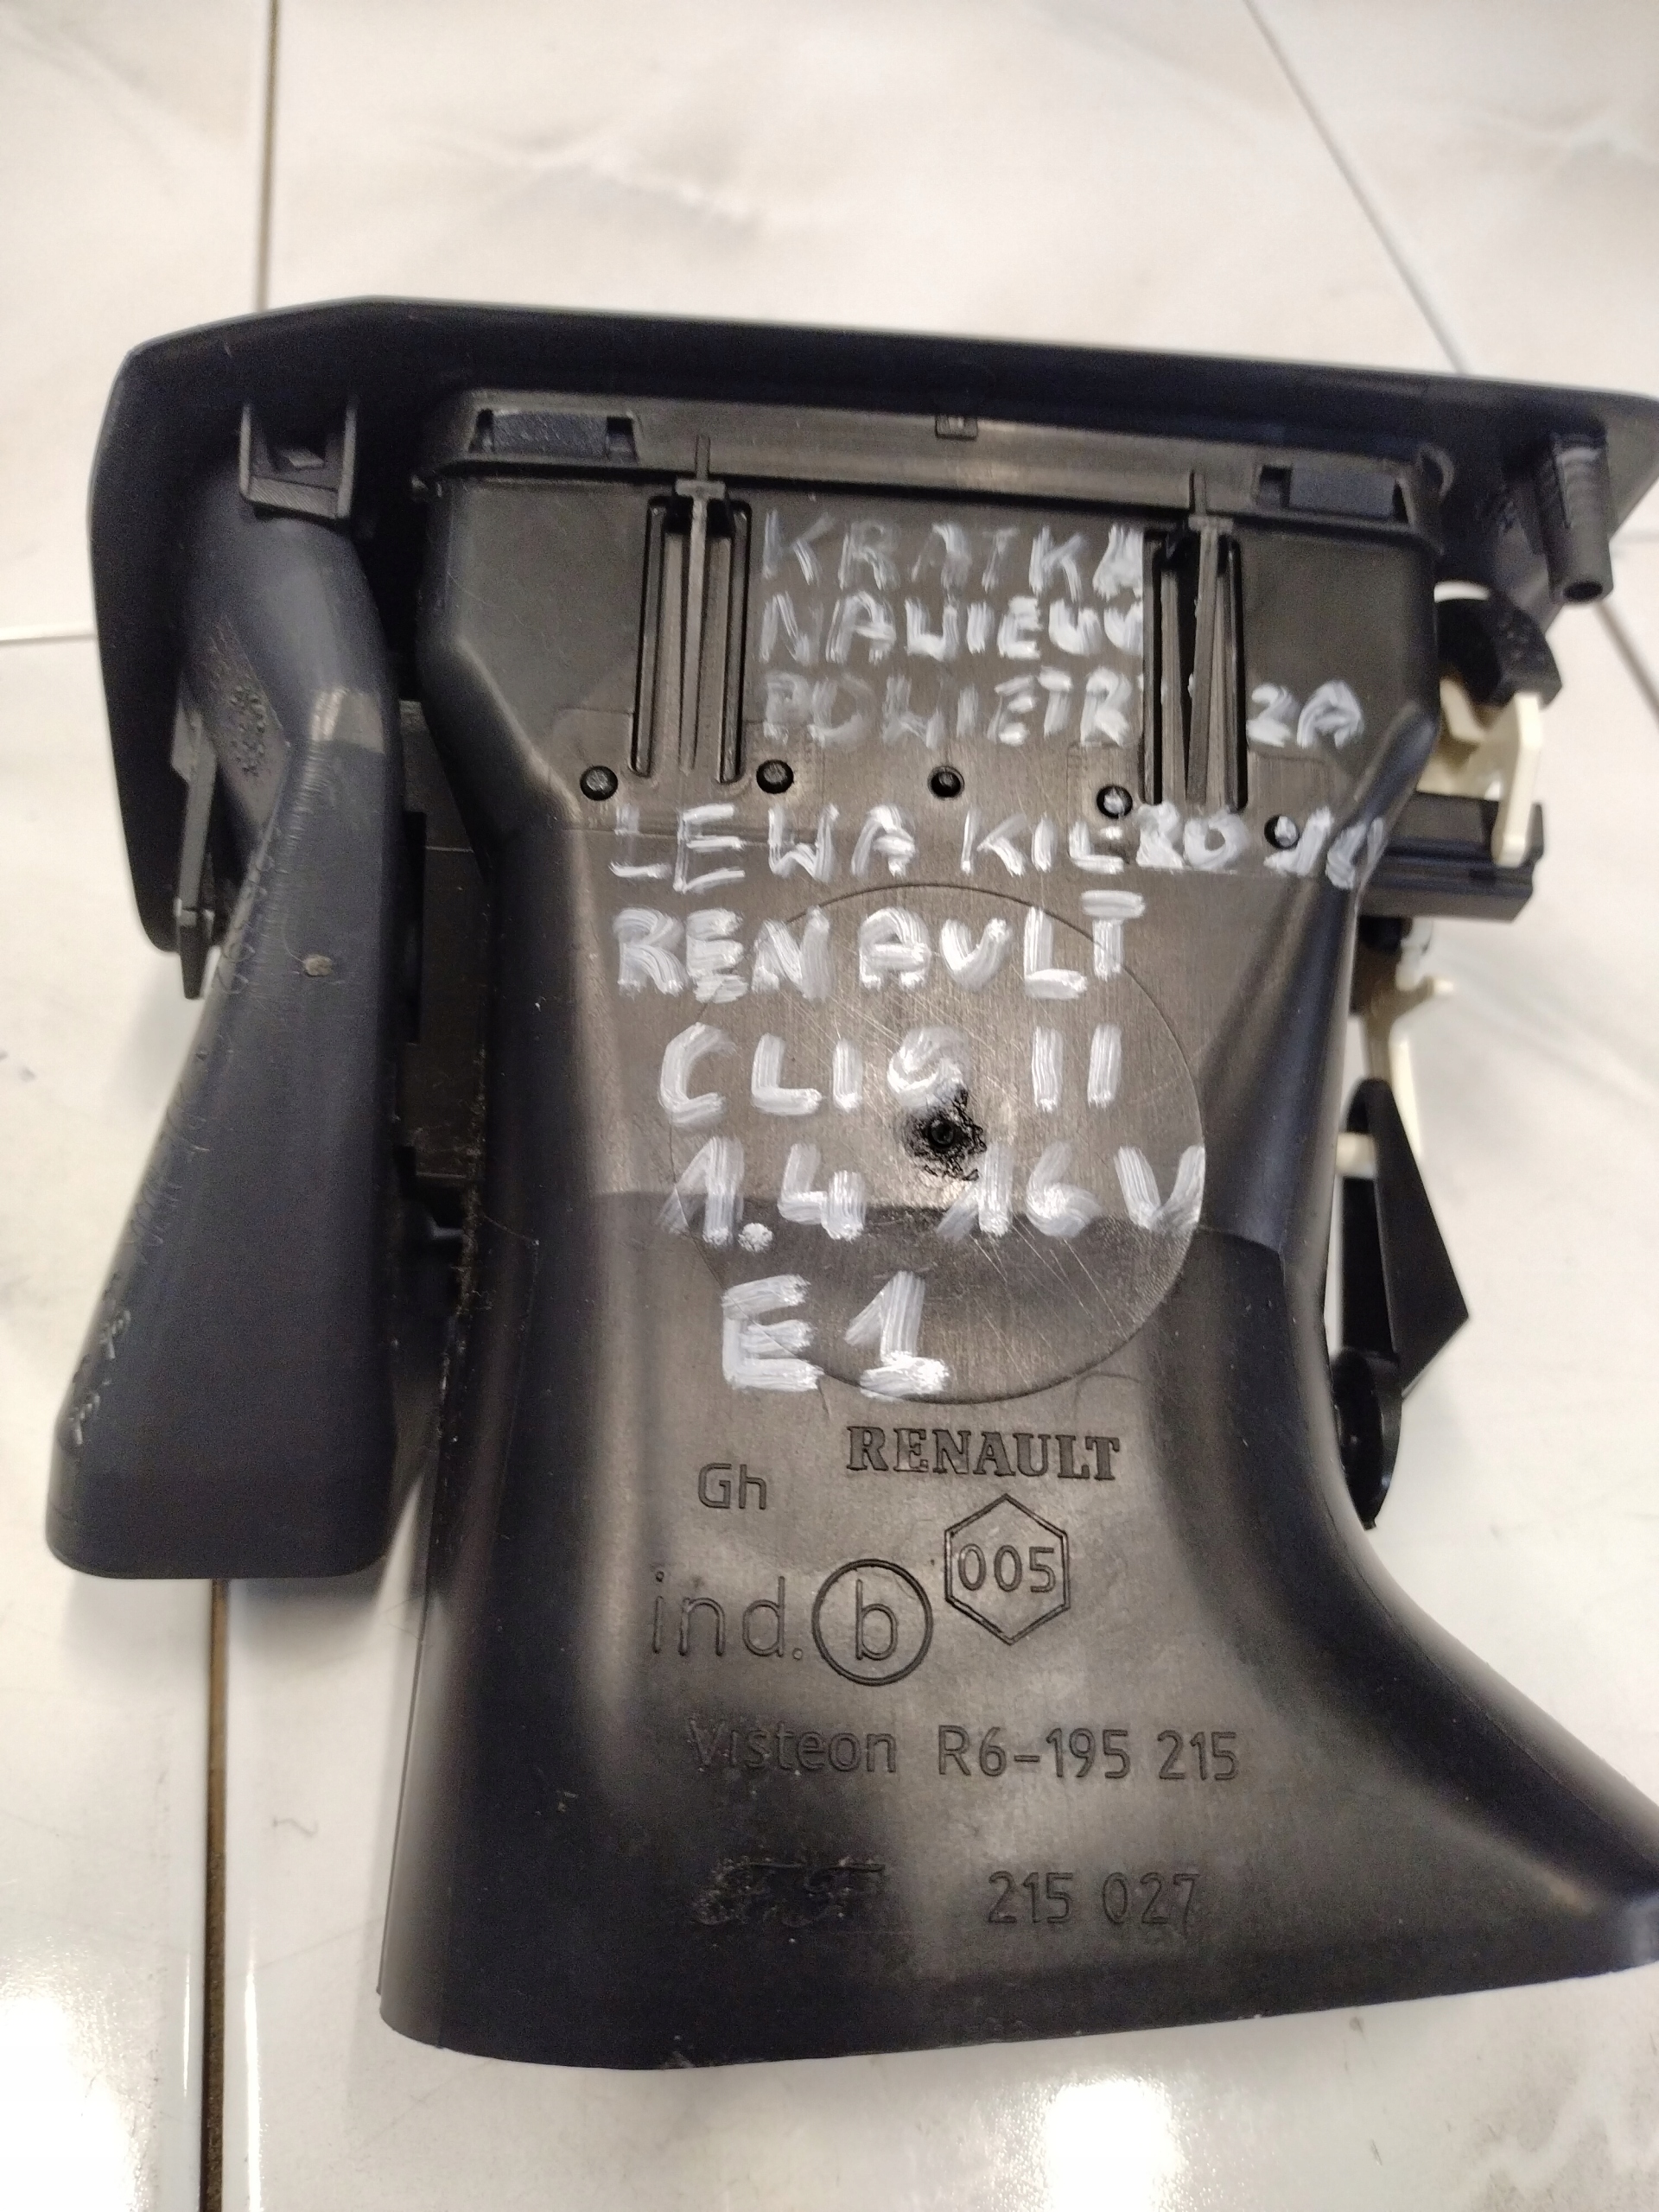 KRATKA
NAWIEWU
POWIETRZA
LEWA
RENAULT
CLIO II
1.4 16V
E1
RENAULT
Gh
005
ind. b
Visteon R6-195 215
215 027